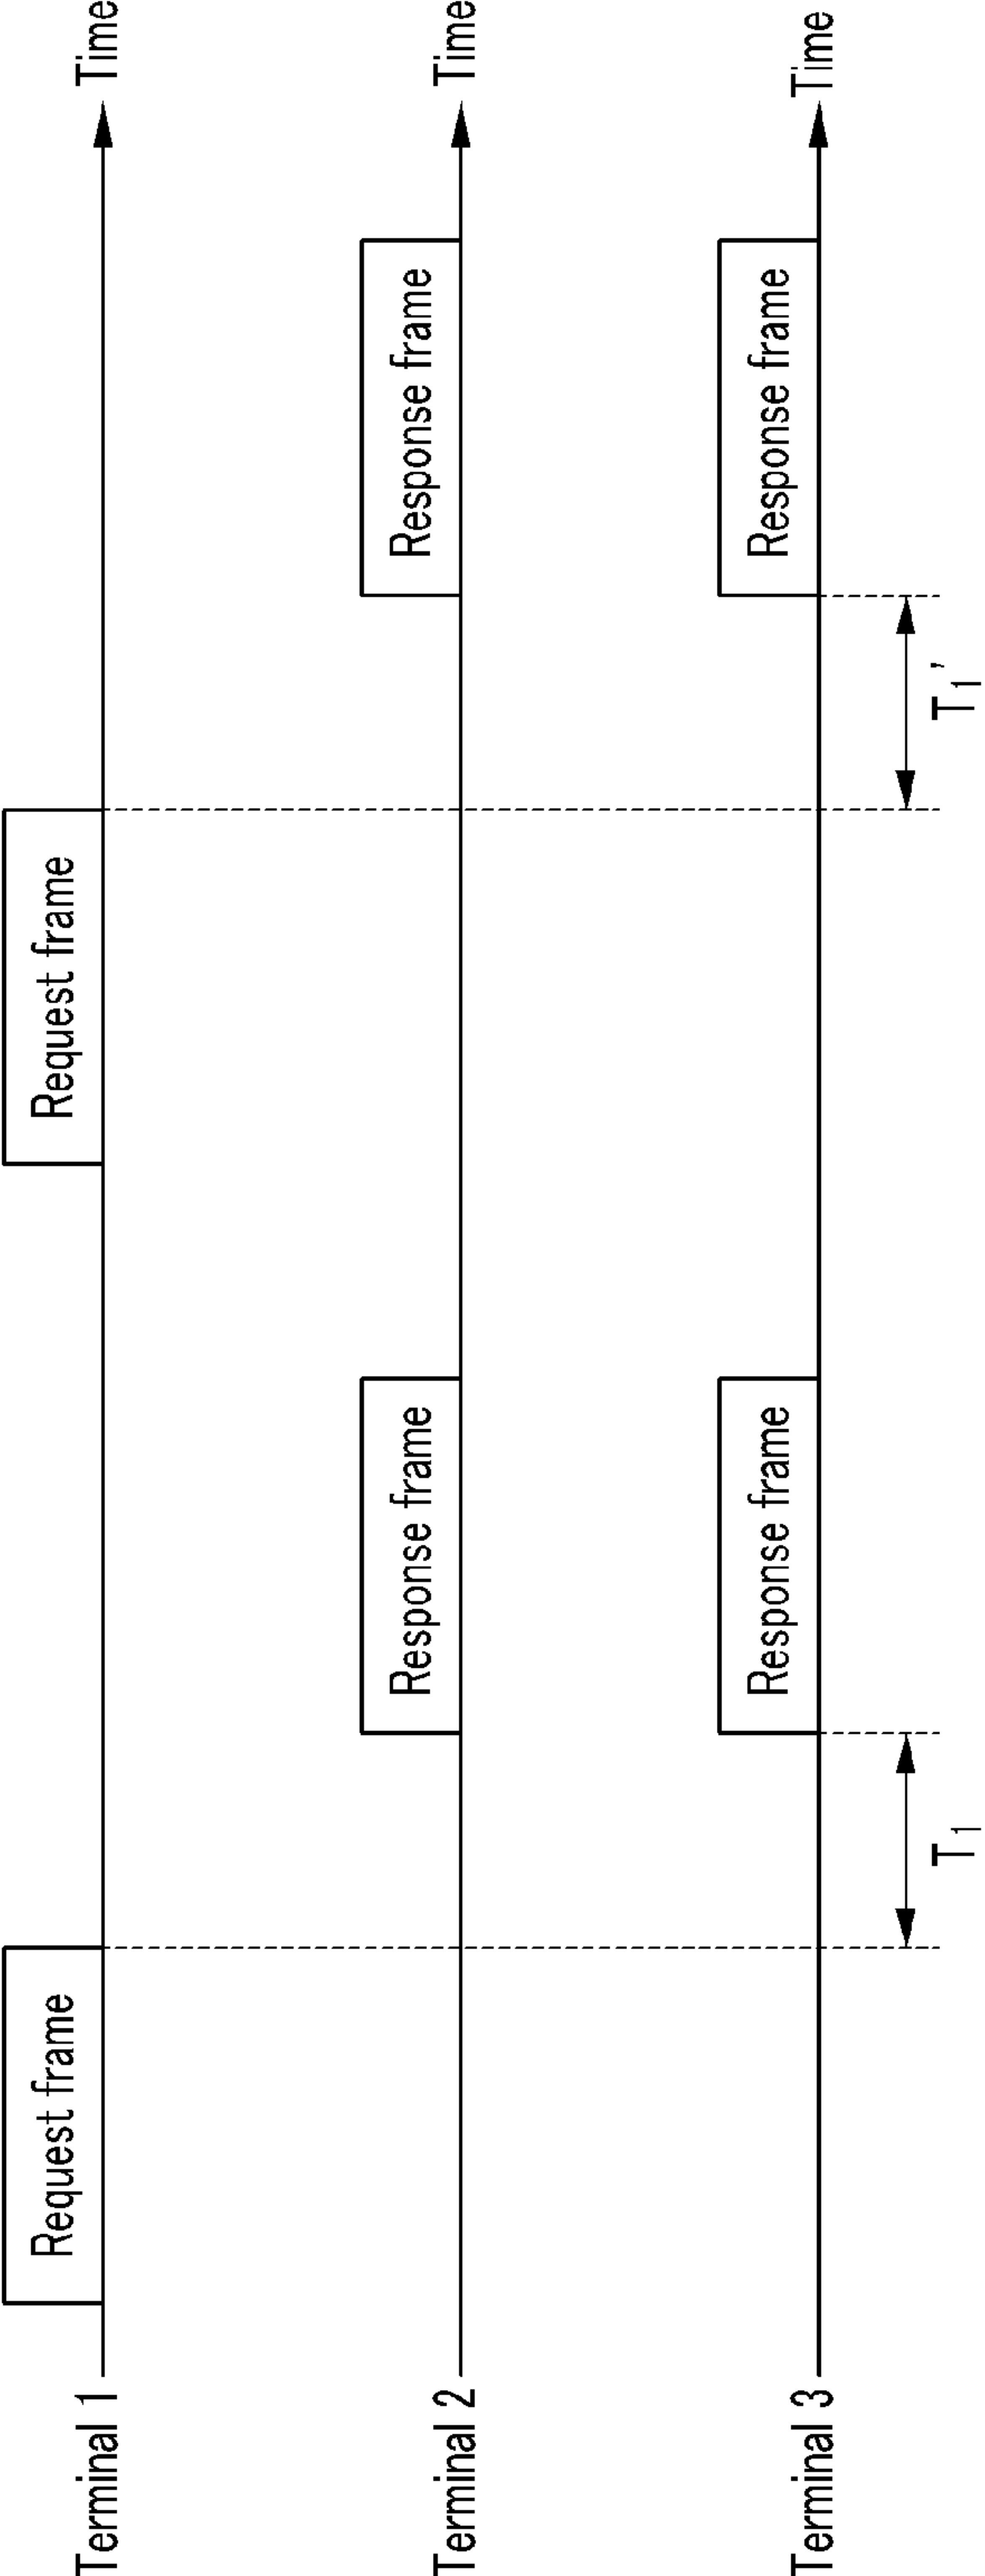 Terminal 1
Request frame
Request frame
Time
Terminal 2
Response frame
Response frame
Time
Terminal 3
Response frame
Response frame
Time
T1
T1'